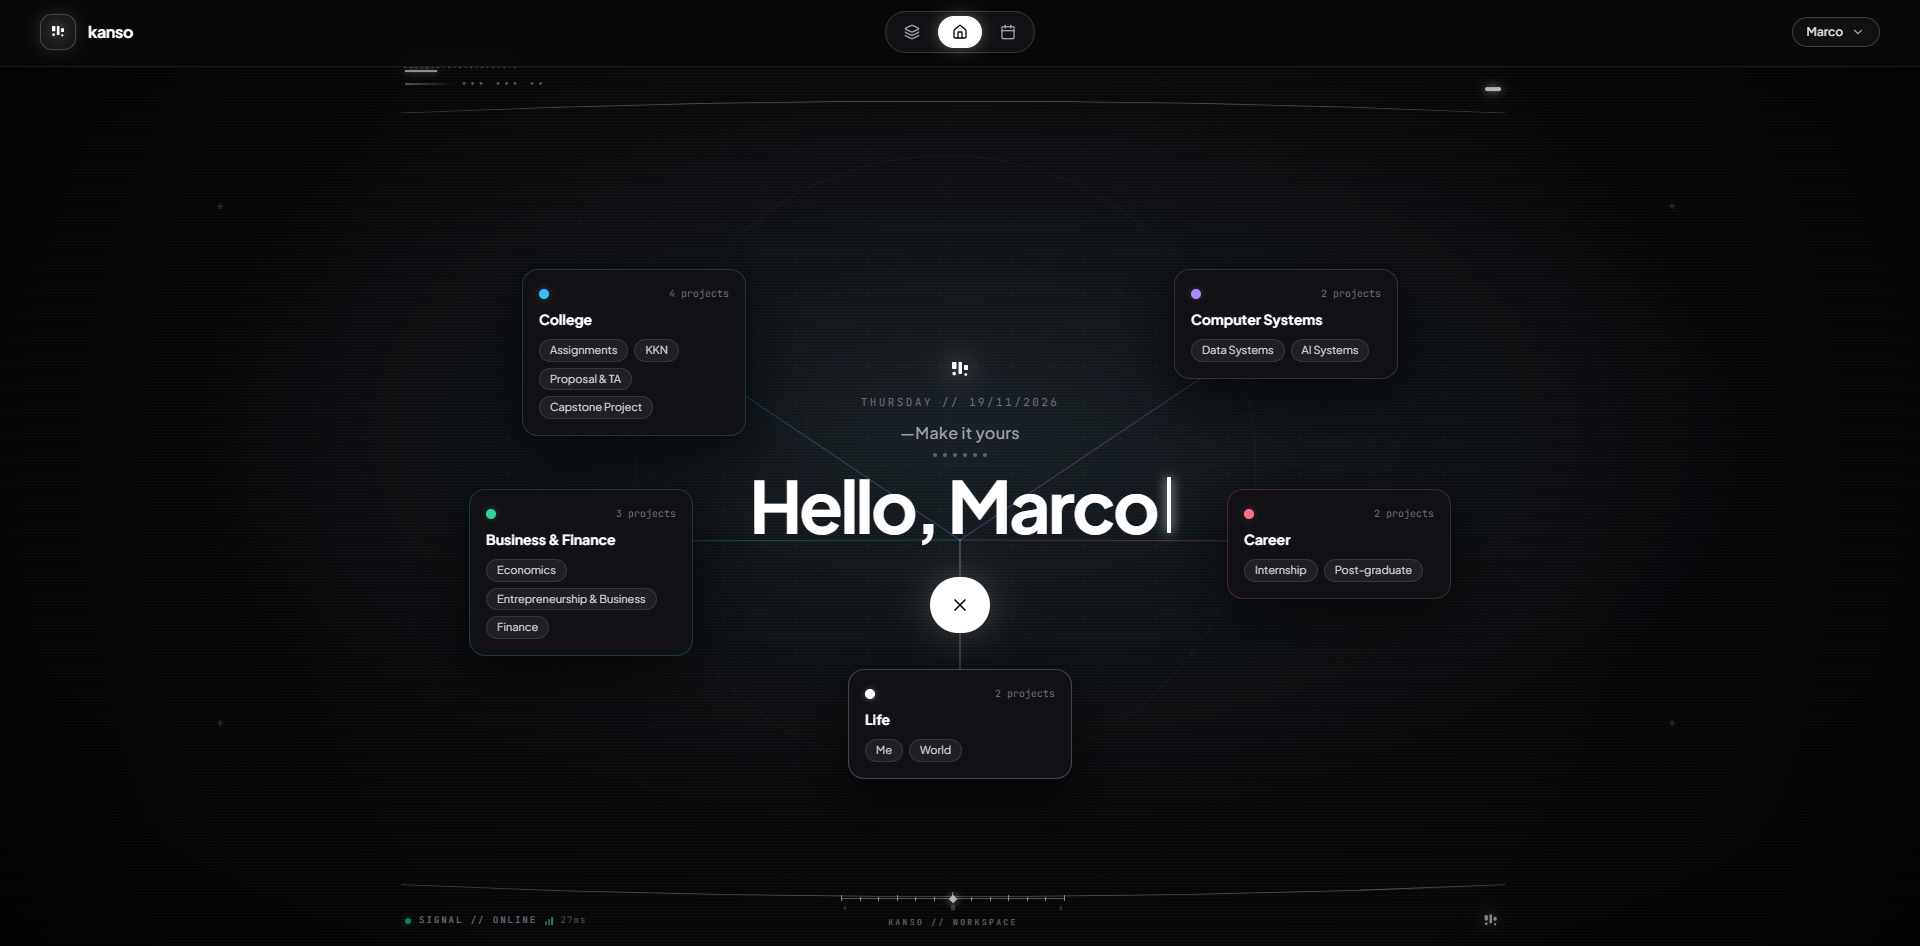 kanso
Marco
4 projects
College
Assignments
KKN
Proposal & TA
Capstone Project
2 projects
Computer Systems
Data Systems
AI Systems
THURSDAY // 19/11/2026
—Make it yours
Hello, Marco
3 projects
Business & Finance
Economics
Entrepreneurship & Business
Finance
2 projects
Career
Internship
Post-graduate
2 projects
Life
Me
World
SIGNAL // ONLINE 27ms
0
KANSO // WORKSPACE